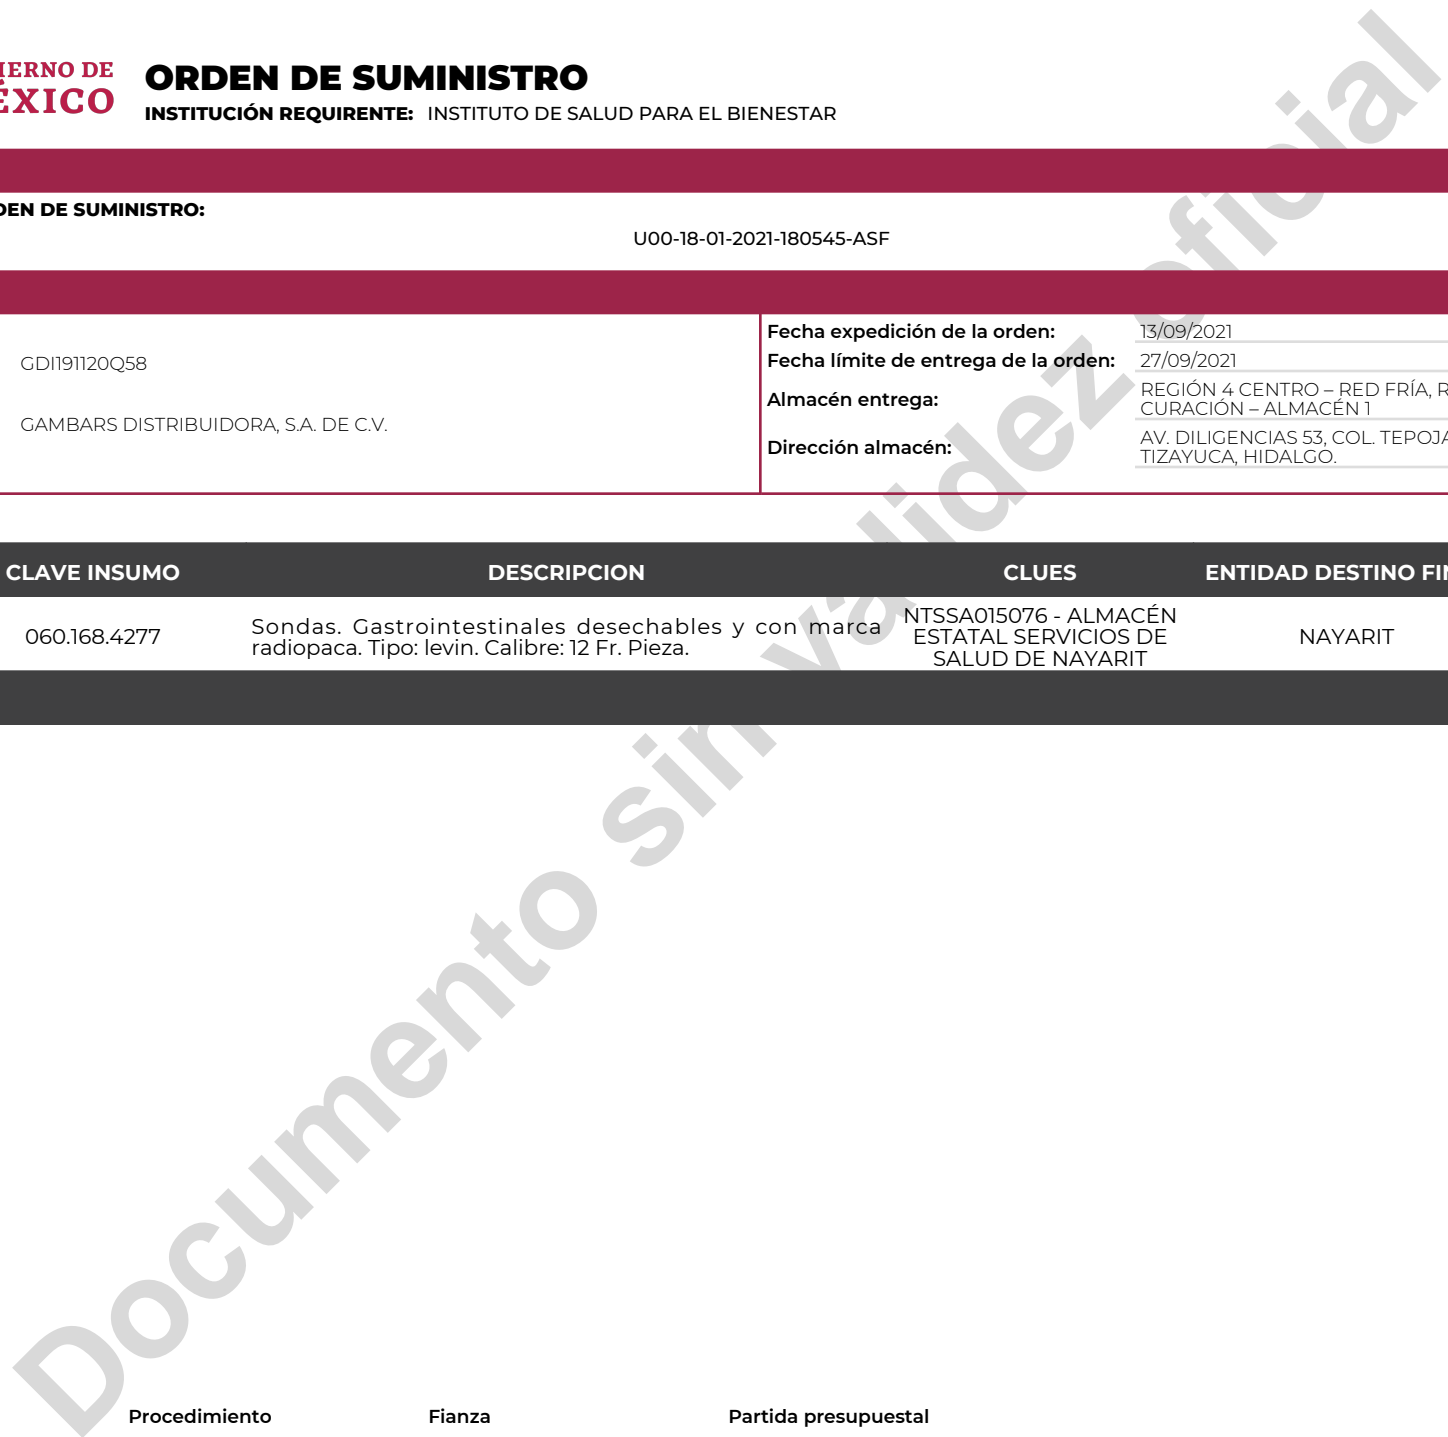 IERNO DE
ÉXICO
ORDEN DE SUMINISTRO
INSTITUCIÓN REQUIRENTE: INSTITUTO DE SALUD PARA EL BIENESTAR
DEN DE SUMINISTRO:
U00-18-01-2021-180545-ASF
GDI191120Q58
GAMBARS DISTRIBUIDORA, S.A. DE C.V.
Fecha expedición de la orden: 13/09/2021
Fecha límite de entrega de la orden: 27/09/2021
Almacén entrega: REGIÓN 4 CENTRO – RED FRÍA, R
CURACIÓN – ALMACÉN 1
Dirección almacén: AV. DILIGENCIAS 53, COL. TEPOJA
TIZAYUCA, HIDALGO.
CLAVE INSUMO DESCRIPCION CLUES ENTIDAD DESTINO FIN
060.168.4277
Sondas. Gastrointestinales desechables y con marca
radiopaca. Tipo: levin. Calibre: 12 Fr. Pieza.
NTSSA015076 - ALMACÉN
ESTATAL SERVICIOS DE
SALUD DE NAYARIT
NAYARIT
Documento sin validez oficial
Procedimiento Fianza Partida presupuestal